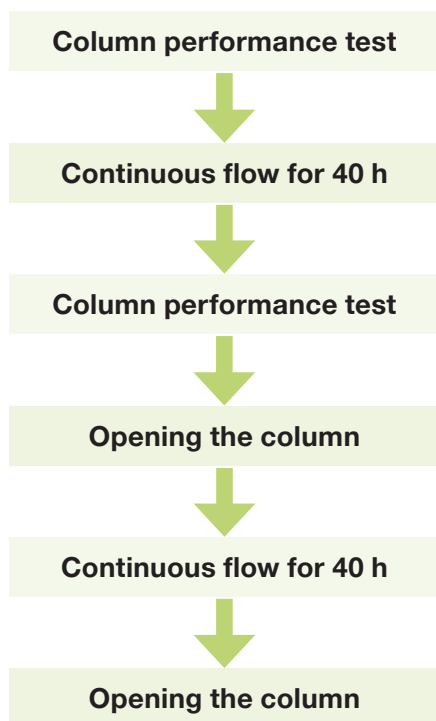 Column performance test
Continuous flow for 40 h
Column performance test
Opening the column
Continuous flow for 40 h
Opening the column